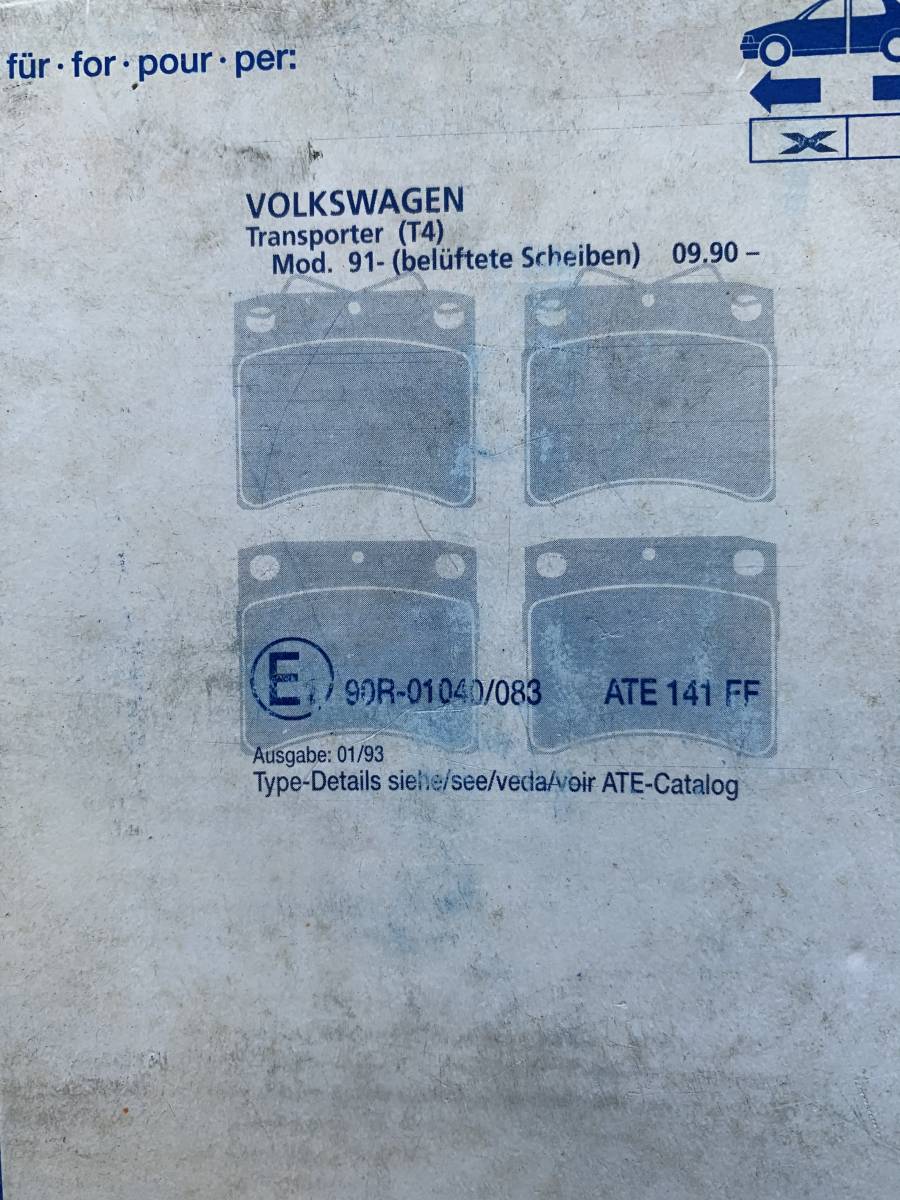 für · for · pour · per:
X
VOLKSWAGEN
Transporter (T4)
Mod. 91- (belüftete Scheiben) 09.90 –
E 90R-01040/083 ATE 141 FF
Ausgabe: 01/93
Type-Details siehe/see/veda/voir ATE-Catalog